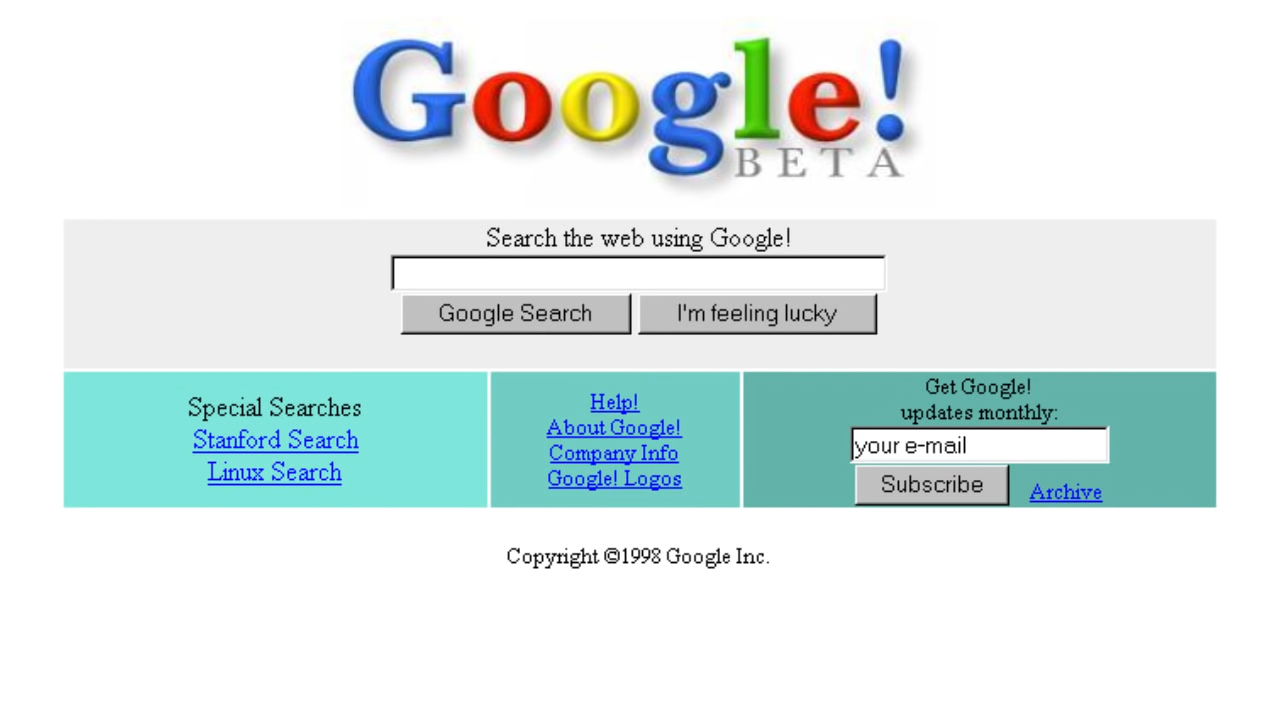 Google!
BETA
Search the web using Google!
Google Search
I'm feeling lucky
Special Searches
Stanford Search
Linux Search
Help!
About Google!
Company Info
Google! Logos
Get Google!
updates monthly:
your e-mail
Subscribe
Archive
Copyright ©1998 Google Inc.